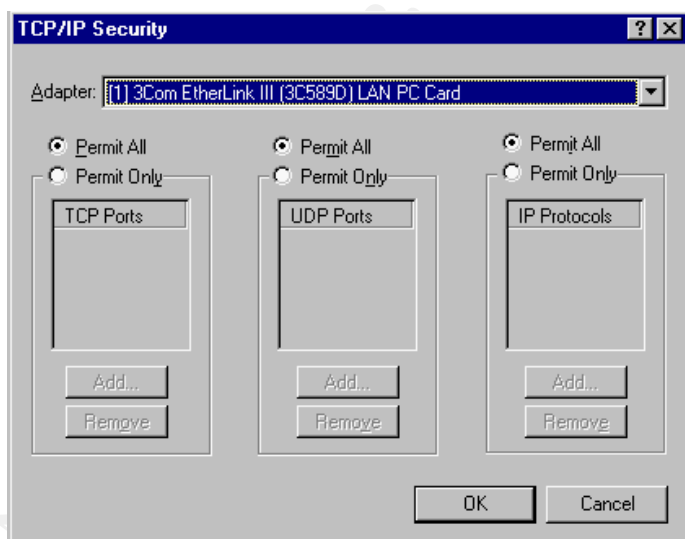 TCP/IP Security
Adapter: [1] 3Com EtherLink III (3C589D) LAN PC Card
Permit All Permit All Permit All
Permit Only Permit Only Permit Only
TCP Ports UDP Ports IP Protocols
Add... Add... Add...
Remove Remove Remove
OK Cancel